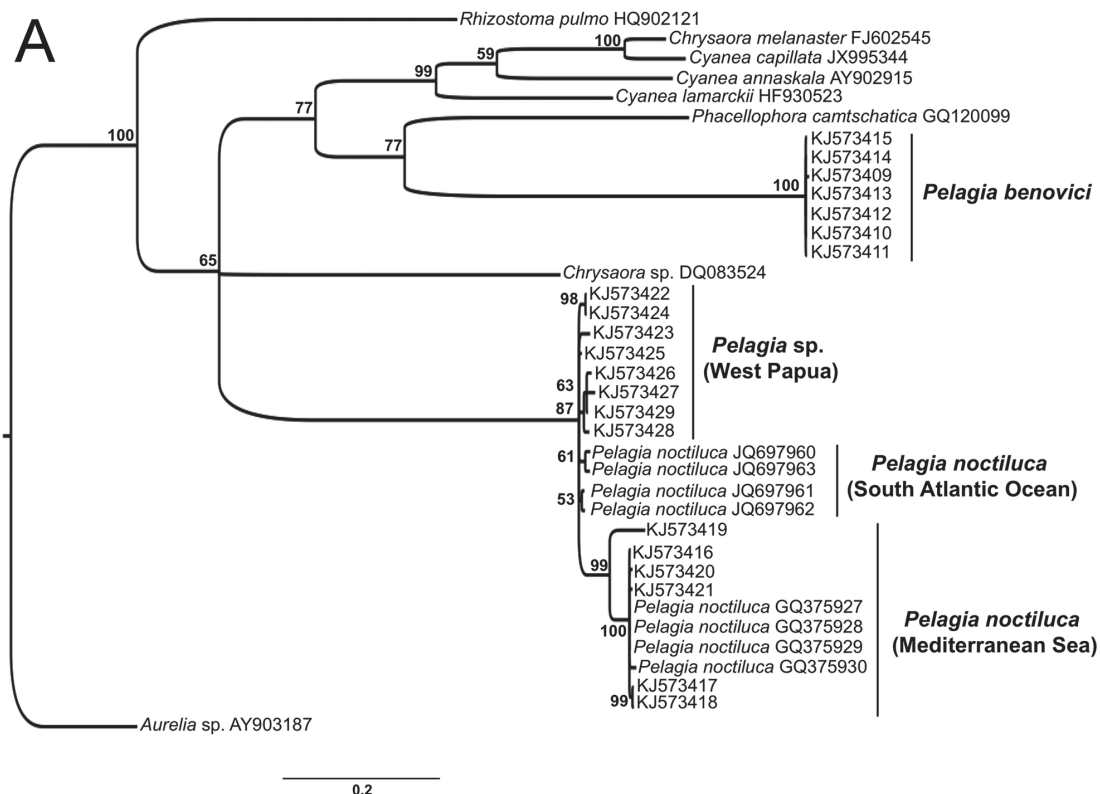 A
Rhizostoma pulmo HQ902121
100 Chrysaora melanaster FJ602545
59
Cyanea capillata JX995344
99
Cyanea annaskala AY902915
77
Cyanea lamarckii HF930523
Phacellophora camtschatica GQ120099
100
77
KJ573415
KJ573414
KJ573409
100
KJ573413
KJ573412
KJ573410
KJ573411
Pelagia benovici
65
Chrysaora sp. DQ083524
98
KJ573422
KJ573424
KJ573423
KJ573425
KJ573426
63
KJ573427
87
KJ573429
KJ573428
Pelagia sp.
(West Papua)
61
Pelagia noctiluca JQ697960
Pelagia noctiluca JQ697963
53
Pelagia noctiluca JQ697961
Pelagia noctiluca JQ697962
Pelagia noctiluca
(South Atlantic Ocean)
KJ573419
99
KJ573416
KJ573420
KJ573421
Pelagia noctiluca GQ375927
100
Pelagia noctiluca GQ375928
Pelagia noctiluca GQ375929
Pelagia noctiluca GQ375930
KJ573417
99
KJ573418
Pelagia noctiluca
(Mediterranean Sea)
Aurelia sp. AY903187
0.2